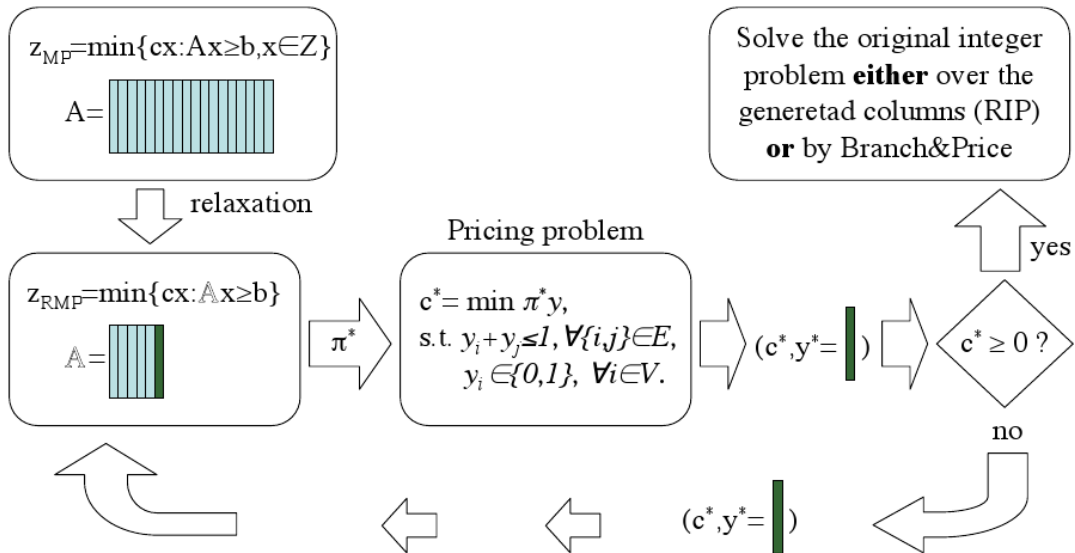 z_MP=min{cx:Ax≥b,x∈Z}
A=
relaxation
z_RMP=min{cx:𝔸x≥b}
𝔸=
π*
Pricing problem
c*= min π*y,
s.t. y_i+y_j≤1,∀{i,j}∈E,
y_i∈{0,1}, ∀i∈V.
(c*,y*= )
c* ≥ 0 ?
yes
Solve the original integer
problem either over the
generetad columns (RIP)
or by Branch&Price
no
(c*,y*= )